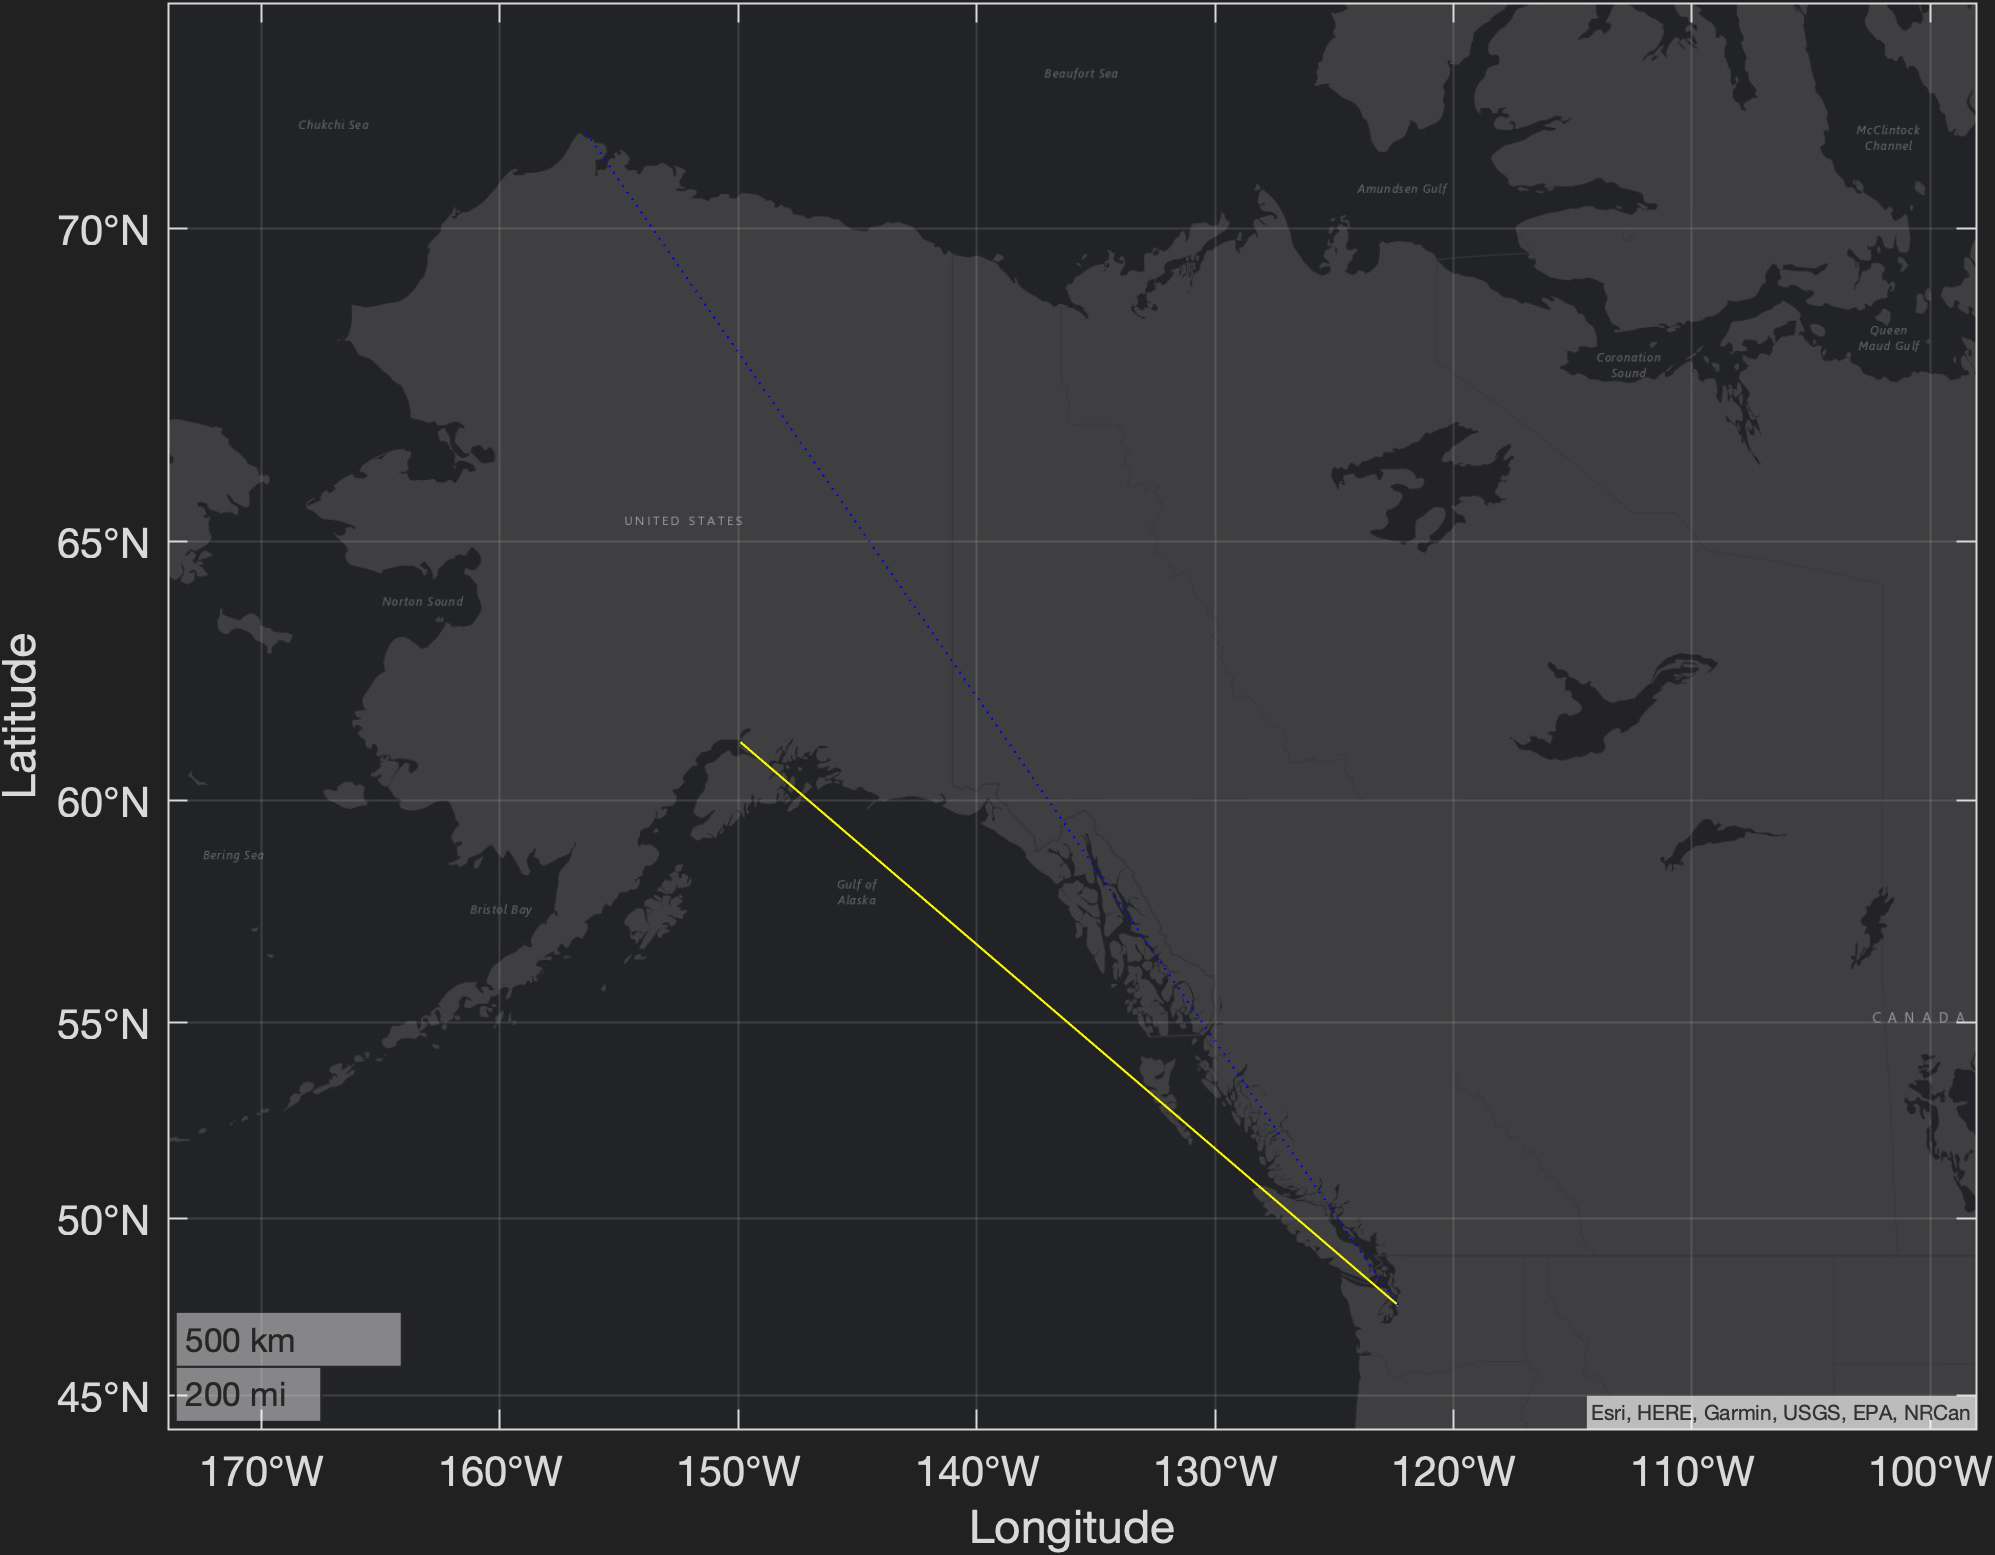 Beaufort Sea
Chukchi Sea
McClintock
Channel
Amundsen Gulf
70°N
Queen
Maud Gulf
Coronation
Sound
UNITED STATES
65°N
Norton Sound
Latitude
60°N
Bering Sea
Gulf of
Alaska
Bristol Bay
55°N
CANADA
50°N
500 km
200 mi
45°N
Esri, HERE, Garmin, USGS, EPA, NRCan
170°W 160°W 150°W 140°W 130°W 120°W 110°W 100°W
Longitude